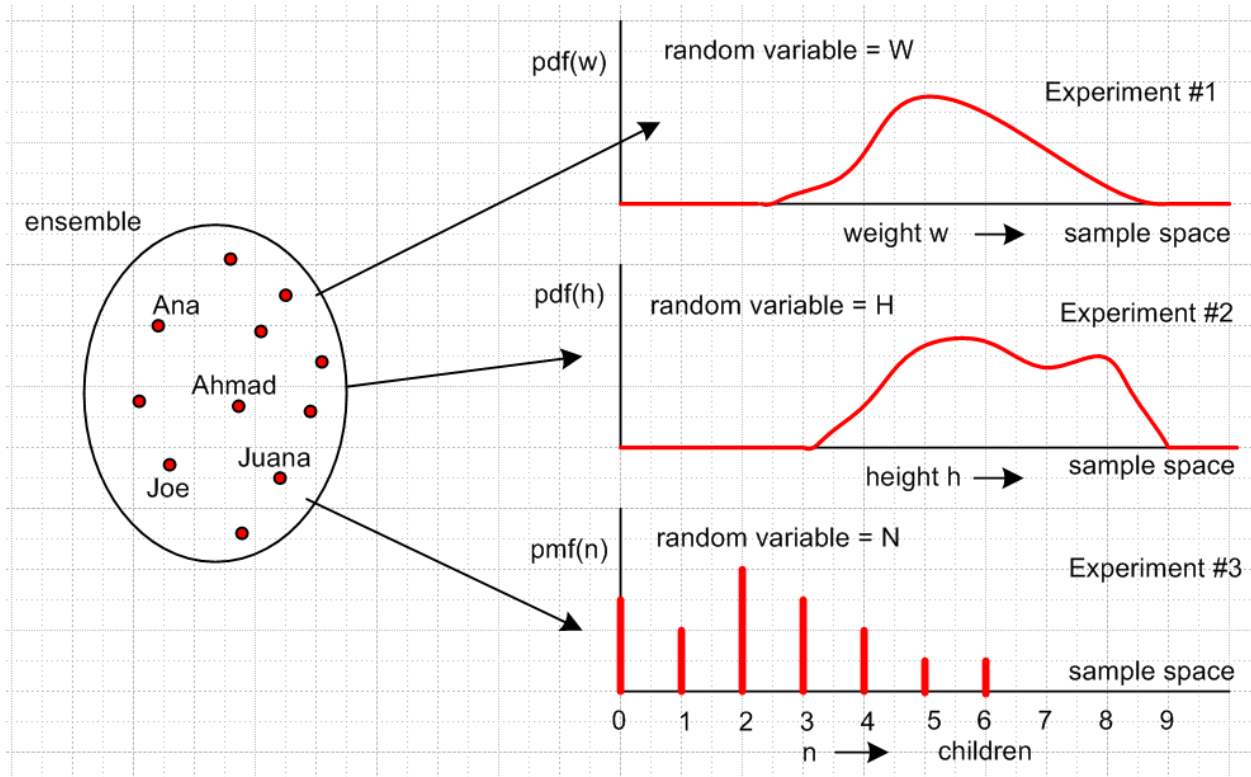 ensemble
Ana
Ahmad
Juana
Joe
pdf(w)
random variable = W
Experiment #1
weight w
sample space
pdf(h)
random variable = H
Experiment #2
sample space
height h
pmf(n)
random variable = N
Experiment #3
sample space
0 1 2 3 4 5 6 7 8 9
n children